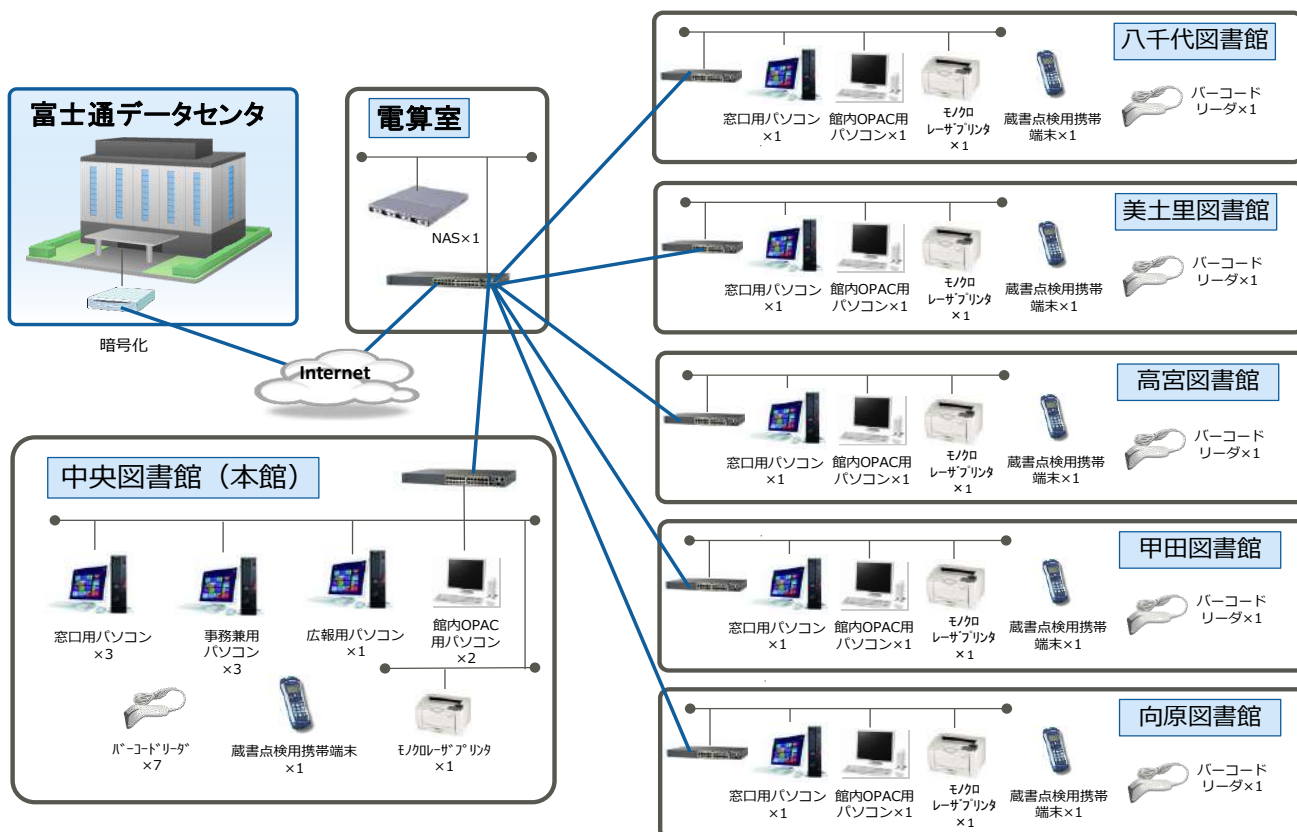 富士通データセンタ
暗号化
Internet
電算室
NAS×1
中央図書館（本館）
窓口用パソコン
×3
事務兼用
パソコン
×3
広報用パソコン
×1
館内OPAC
用パソコン
×2
ﾊﾞｰｺｰﾄﾞﾘｰﾀﾞ
×7
蔵書点検用携帯端末
×1
ﾓﾉｸﾛﾚｰｻﾞﾌﾟﾘﾝﾀ
×1
八千代図書館
窓口用パソコン
×1
館内OPAC用
パソコン×1
ﾓﾉｸﾛ
ﾚｰｻﾞﾌﾟﾘﾝﾀ
×1
蔵書点検用携帯
端末×1
バーコード
リーダ×1
美土里図書館
窓口用パソコン
×1
館内OPAC用
パソコン×1
ﾓﾉｸﾛ
ﾚｰｻﾞﾌﾟﾘﾝﾀ
×1
蔵書点検用携帯
端末×1
バーコード
リーダ×1
高宮図書館
窓口用パソコン
×1
館内OPAC用
パソコン×1
ﾓﾉｸﾛ
ﾚｰｻﾞﾌﾟﾘﾝﾀ
×1
蔵書点検用携帯
端末×1
バーコード
リーダ×1
甲田図書館
窓口用パソコン
×1
館内OPAC用
パソコン×1
ﾓﾉｸﾛ
ﾚｰｻﾞﾌﾟﾘﾝﾀ
×1
蔵書点検用携帯
端末×1
バーコード
リーダ×1
向原図書館
窓口用パソコン
×1
館内OPAC用
パソコン×1
ﾓﾉｸﾛ
ﾚｰｻﾞﾌﾟﾘﾝﾀ
×1
蔵書点検用携帯
端末×1
バーコード
リーダ×1